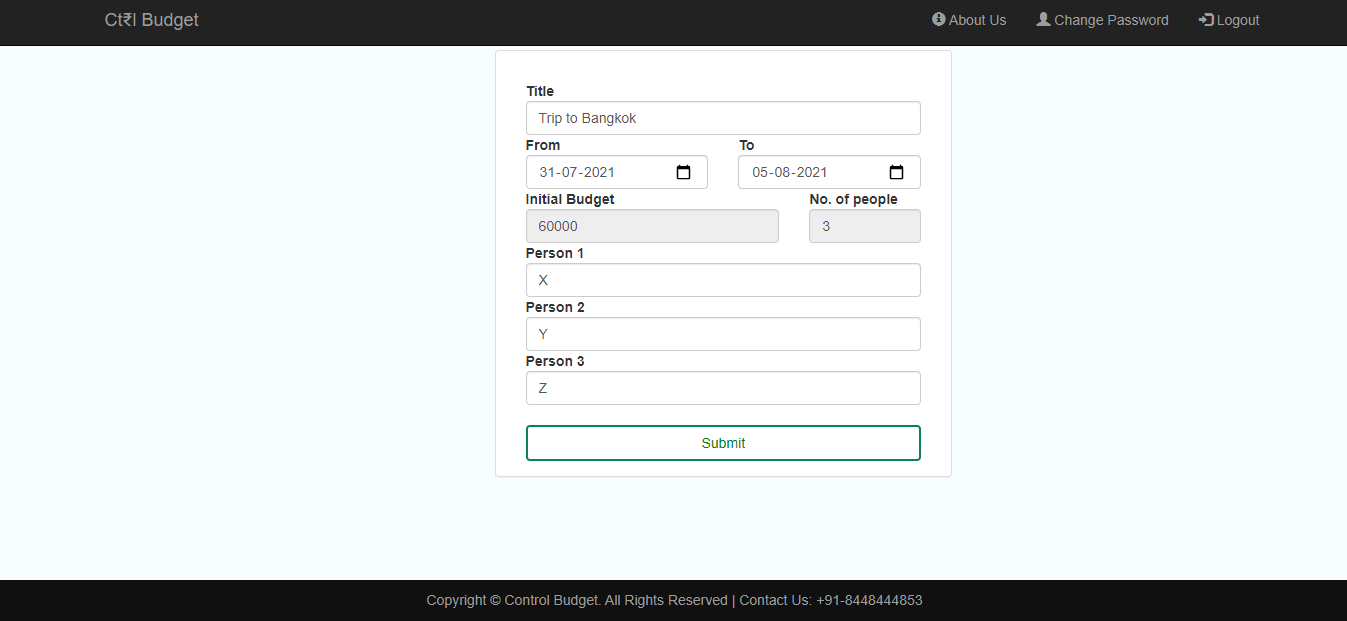 Ct₹l Budget
About Us Change Password Logout
Title
Trip to Bangkok
From To
31-07-2021 05-08-2021
Initial Budget No. of people
60000 3
Person 1
X
Person 2
Y
Person 3
Z
Submit
Copyright © Control Budget. All Rights Reserved | Contact Us: +91-8448444853